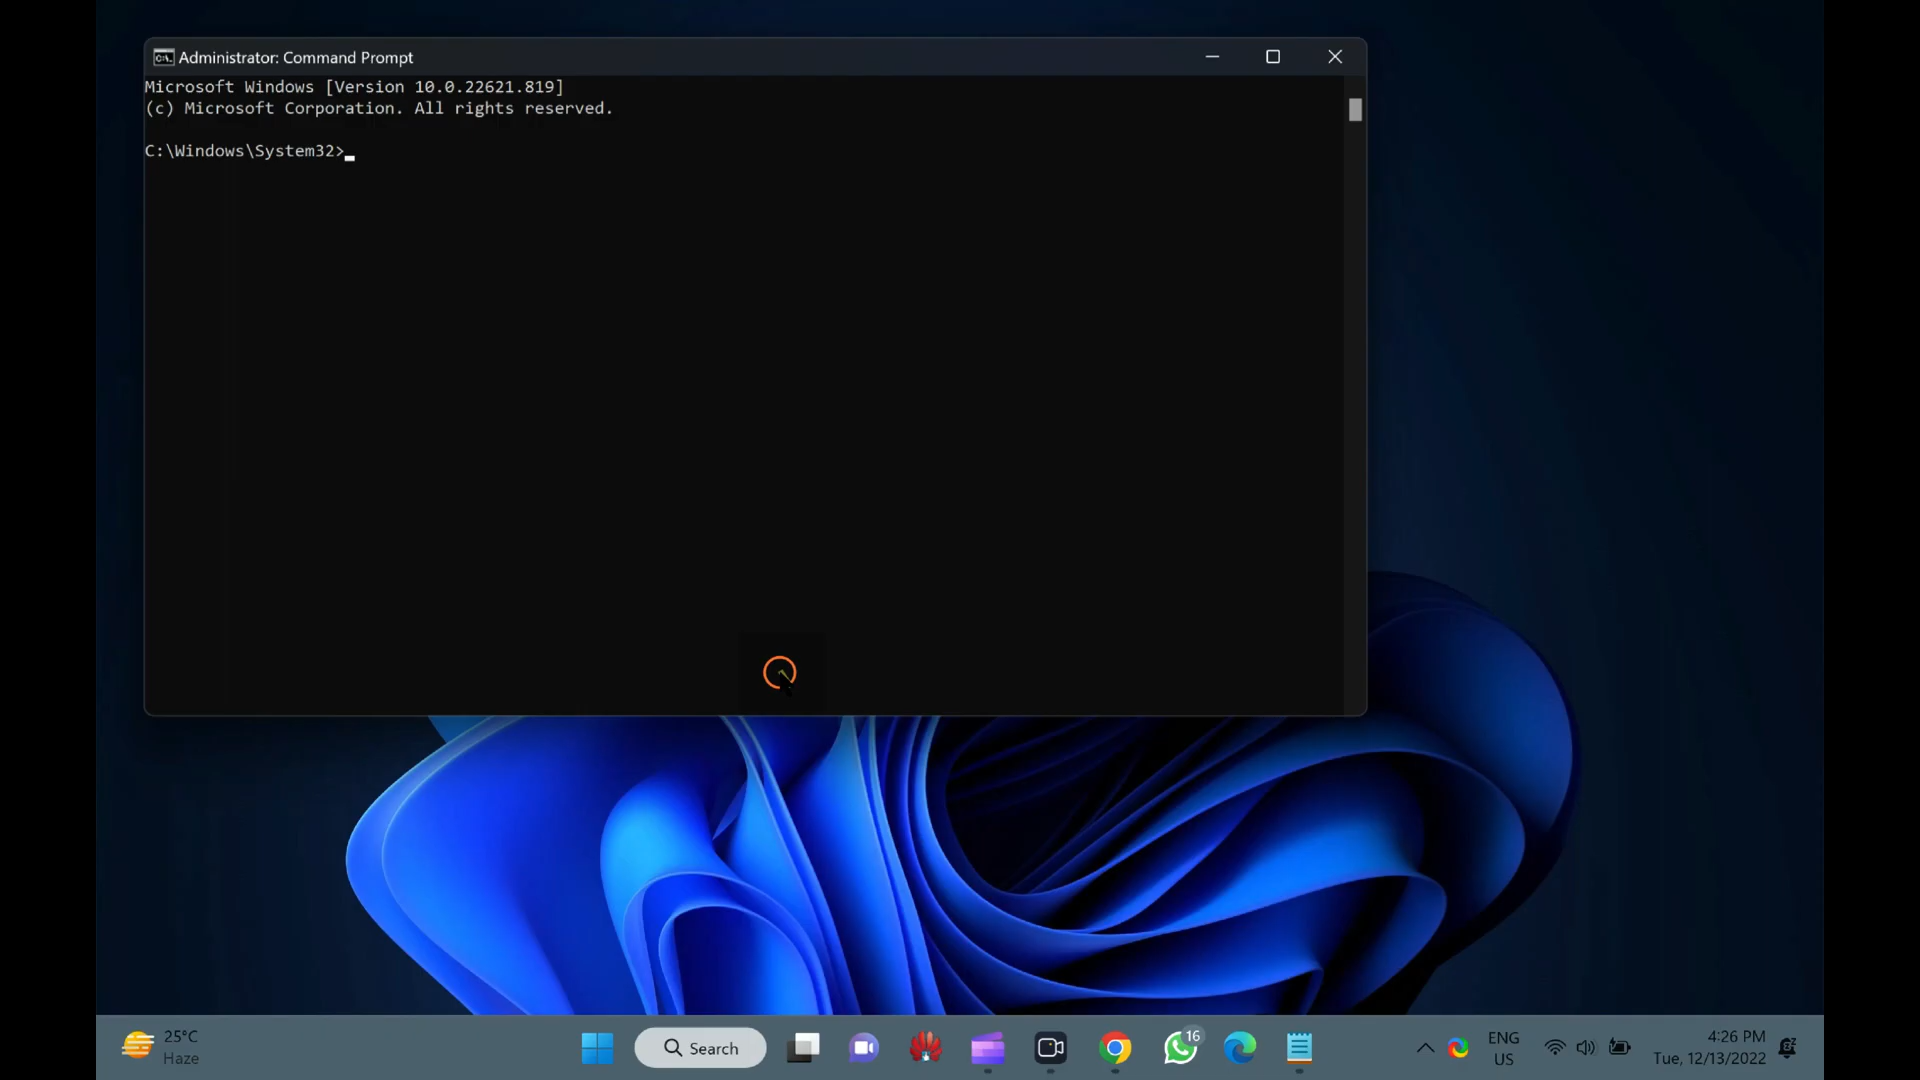 Administrator: Command Prompt
Microsoft Windows [Version 10.0.22621.819]
(c) Microsoft Corporation. All rights reserved.
C:\Windows\System32>
25°C
Haze
Search
16
ENG
US
4:26 PM
Tue, 12/13/2022